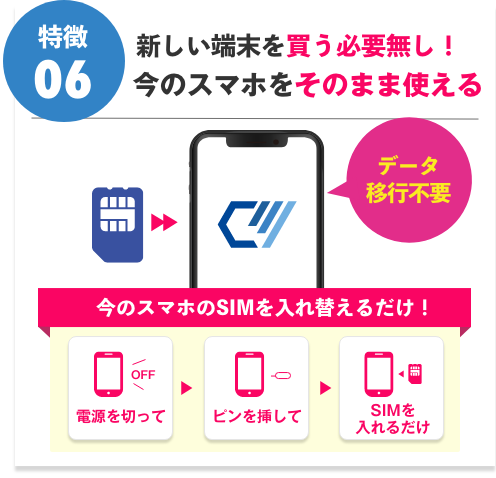 特徴
06
新しい端末を買う必要無し！
今のスマホをそのまま使える
データ
移行不要
今のスマホのSIMを入れ替えるだけ！
OFF
電源を切って
ピンを挿して
SIMを
入れるだけ